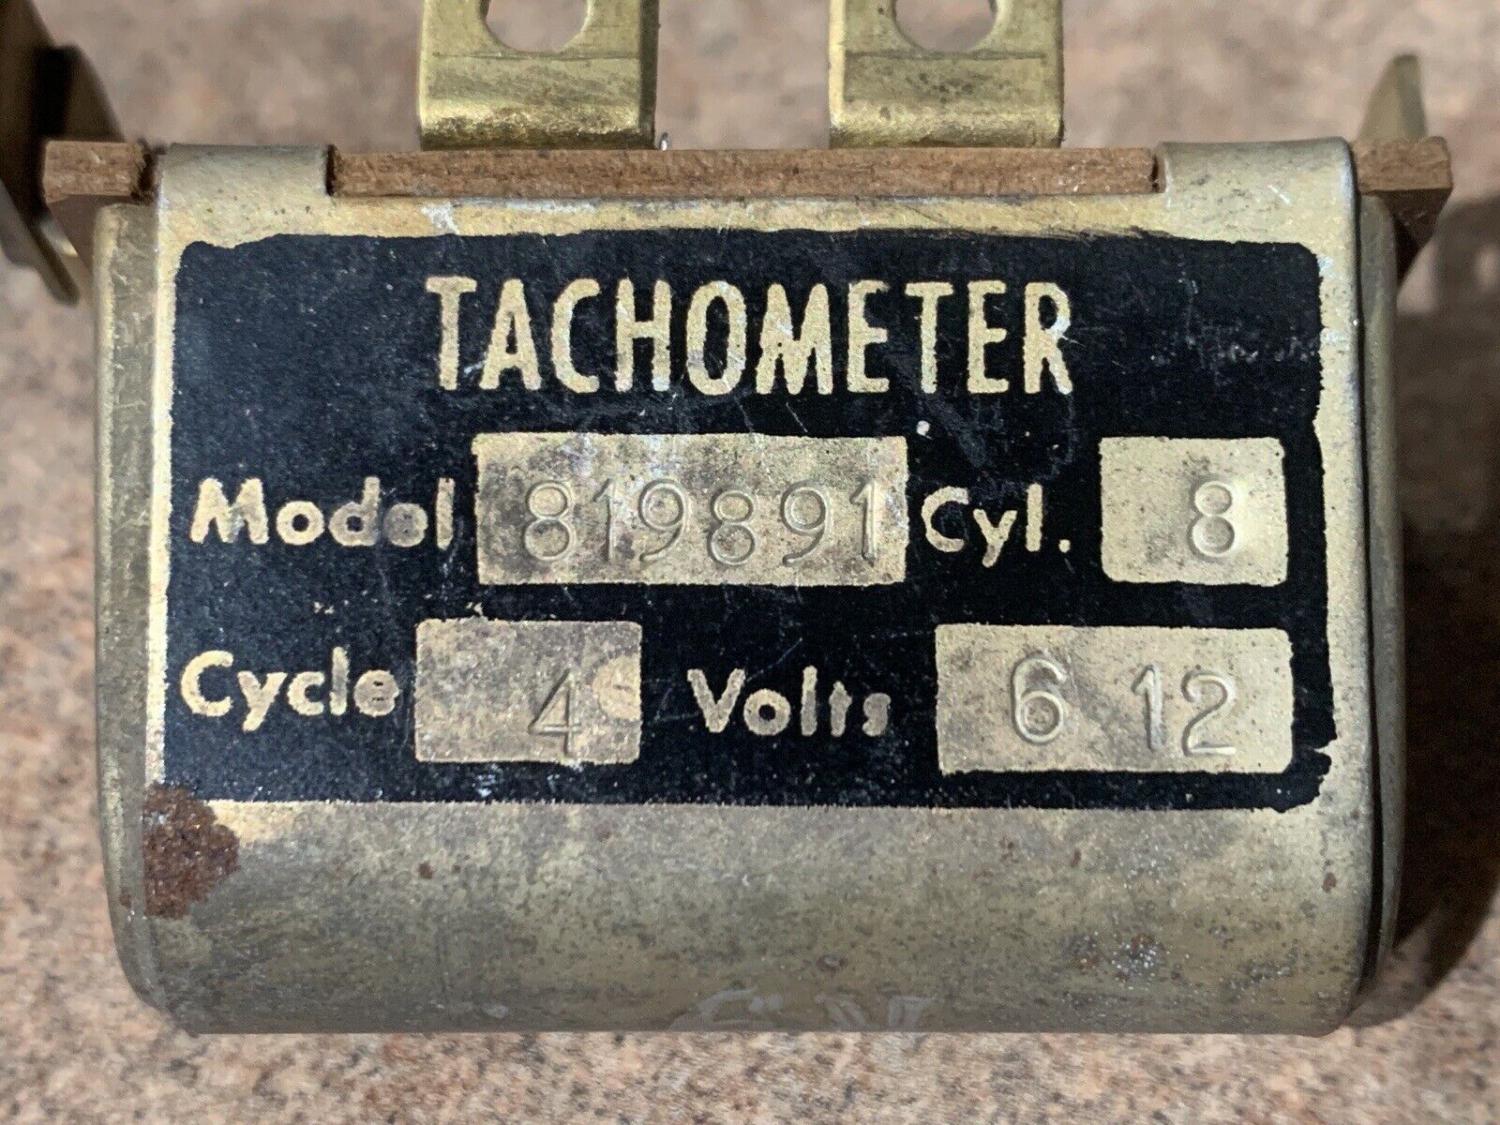 TACHOMETER
Model 819891 Cyl. 8
Cycle 4 Volts 6 12